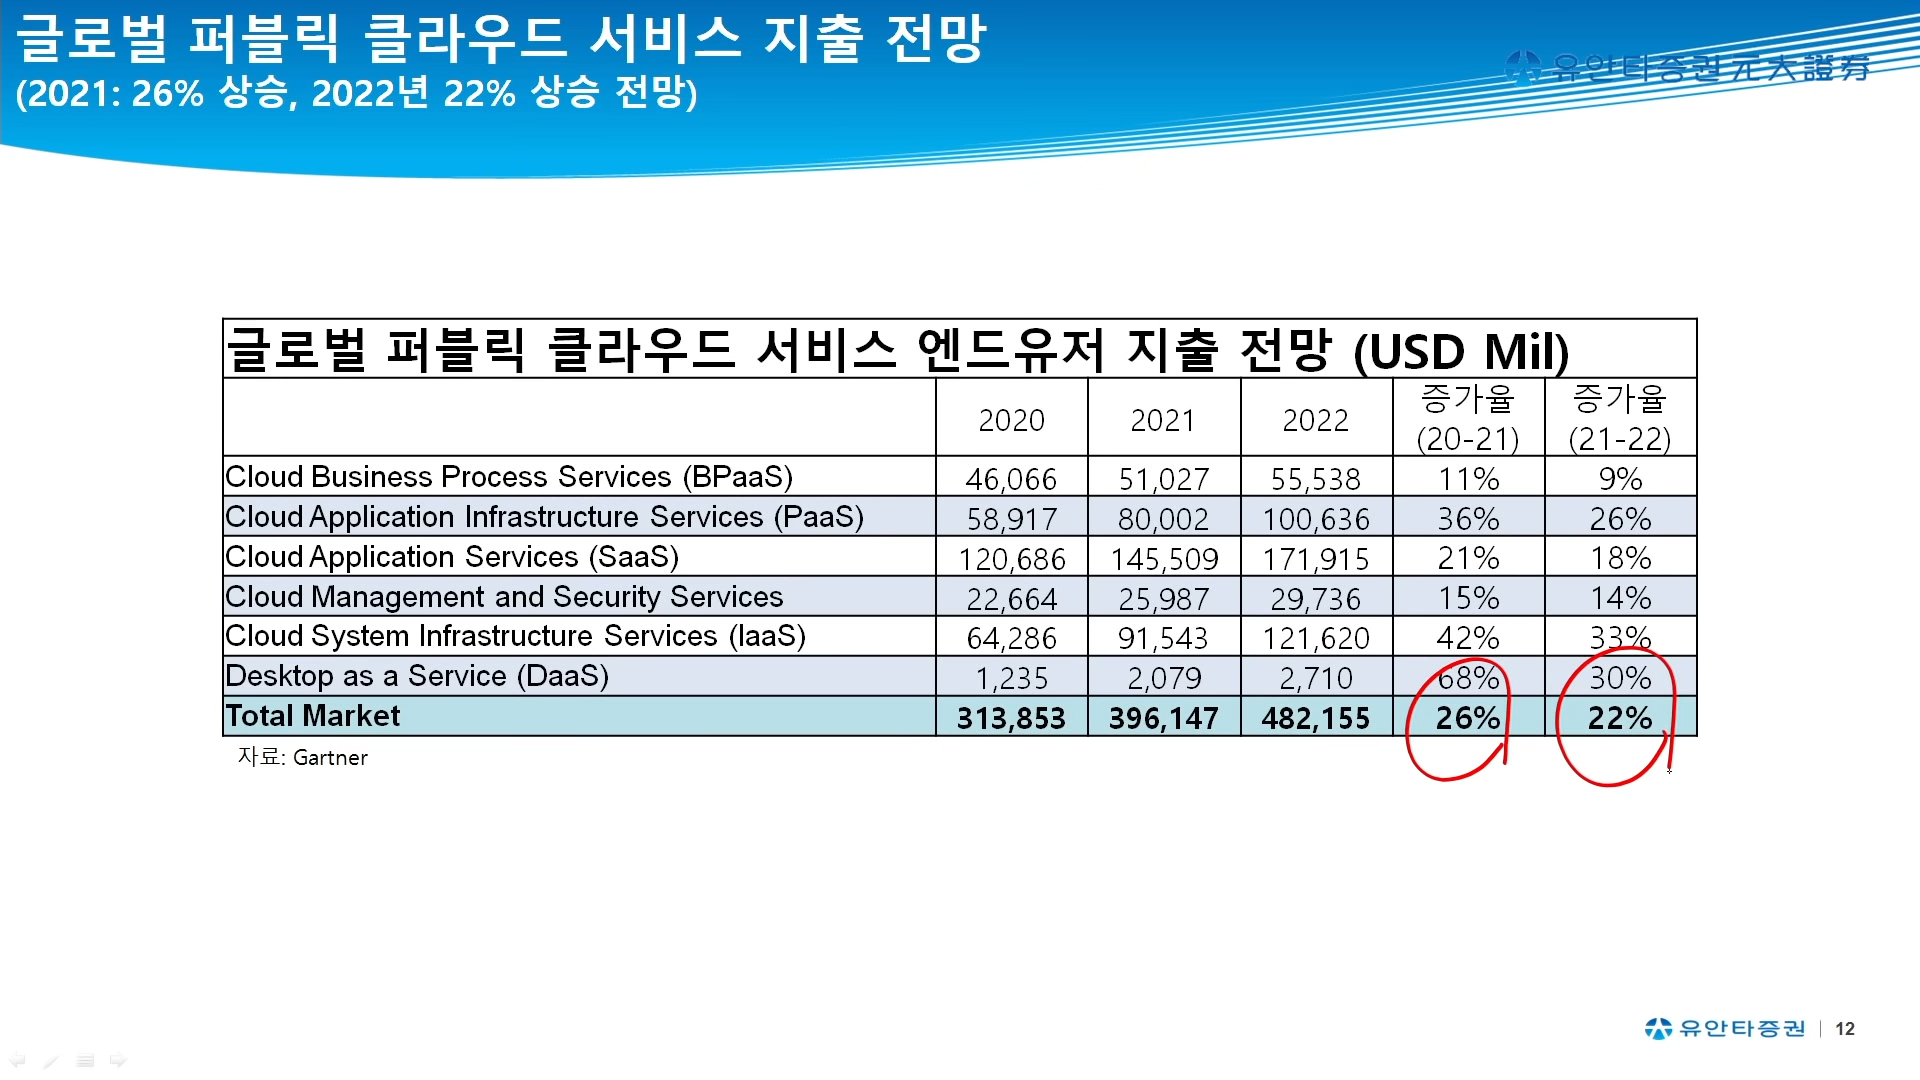 글로벌 퍼블릭 클라우드 서비스 지출 전망
(2021: 26% 상승, 2022년 22% 상승 전망)
유안타증권 元大證券
글로벌 퍼블릭 클라우드 서비스 엔드유저 지출 전망 (USD Mil)
2020 2021 2022 증가율 (20-21) 증가율 (21-22)
Cloud Business Process Services (BPaaS) 46,066 51,027 55,538 11% 9%
Cloud Application Infrastructure Services (PaaS) 58,917 80,002 100,636 36% 26%
Cloud Application Services (SaaS) 120,686 145,509 171,915 21% 18%
Cloud Management and Security Services 22,664 25,987 29,736 15% 14%
Cloud System Infrastructure Services (IaaS) 64,286 91,543 121,620 42% 33%
Desktop as a Service (DaaS) 1,235 2,079 2,710 68% 30%
Total Market 313,853 396,147 482,155 26% 22%
자료: Gartner
유안타증권 | 12